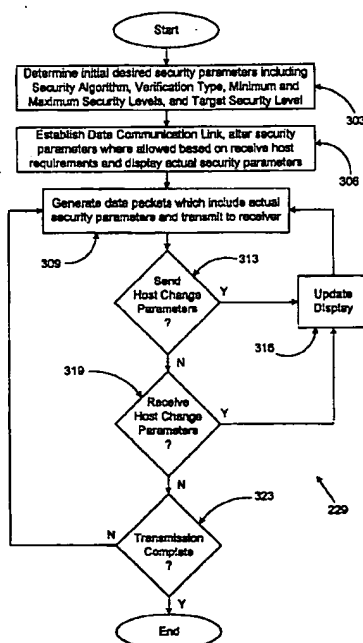 Start
Determine initial desired security parameters including
Security Algorithm, Verification Type, Minimum and
Maximum Security Levels, and Target Security Level
303
Establish Data Communication Link, alter security
parameters where allowed based on receive host
requirements and display actual security parameters
306
Generate data packets which include actual
security parameters and transmit to receiver
309
313
Send
Host Change
Parameters
?
Y
Update
Display
316
N
319
Receive
Host Change
Parameters
?
Y
N
323
229
N
Transmission
Complete
?
Y
End